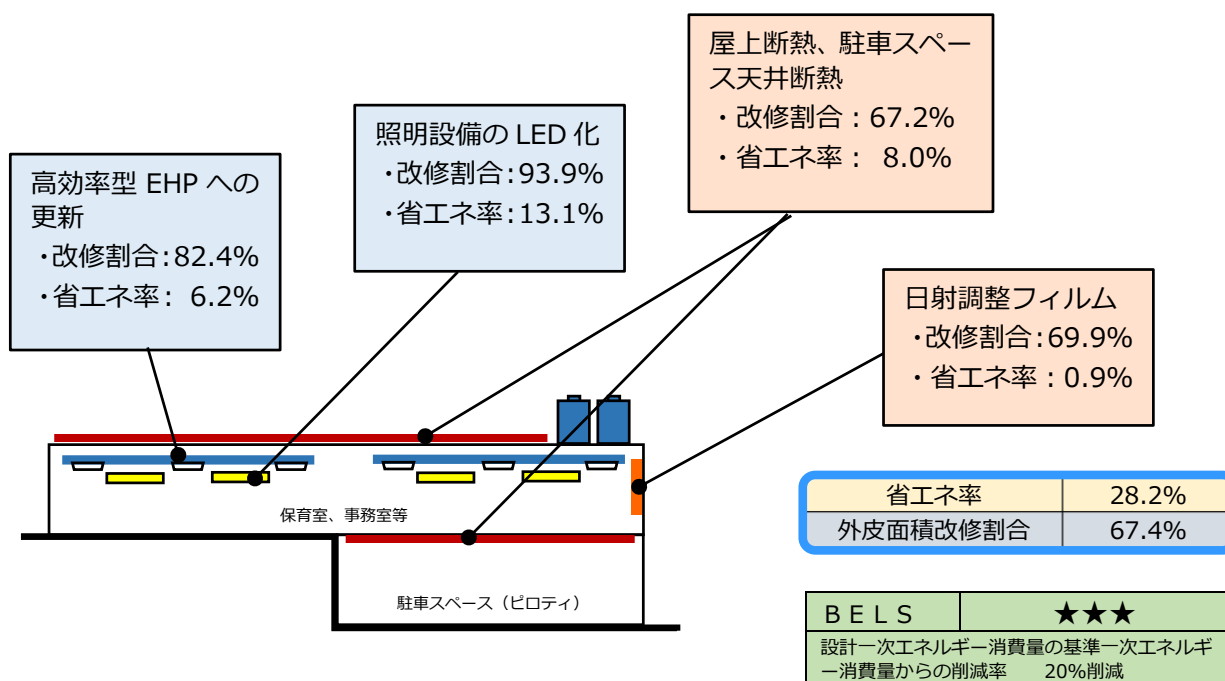 屋上断熱、駐車スペー
ス天井断熱
・改修割合：67.2%
・省エネ率： 8.0%
照明設備の LED 化
・改修割合：93.9%
・省エネ率：13.1%
高効率型 EHP への
更新
・改修割合：82.4%
・省エネ率： 6.2%
日射調整フィルム
・改修割合：69.9%
・省エネ率：0.9%
保育室、事務室等
駐車スペース（ピロティ）
省エネ率 28.2%
外皮面積改修割合 67.4%
ＢＥＬＳ ★★★
設計一次エネルギー消費量の基準一次エネルギ
ー消費量からの削減率 20%削減